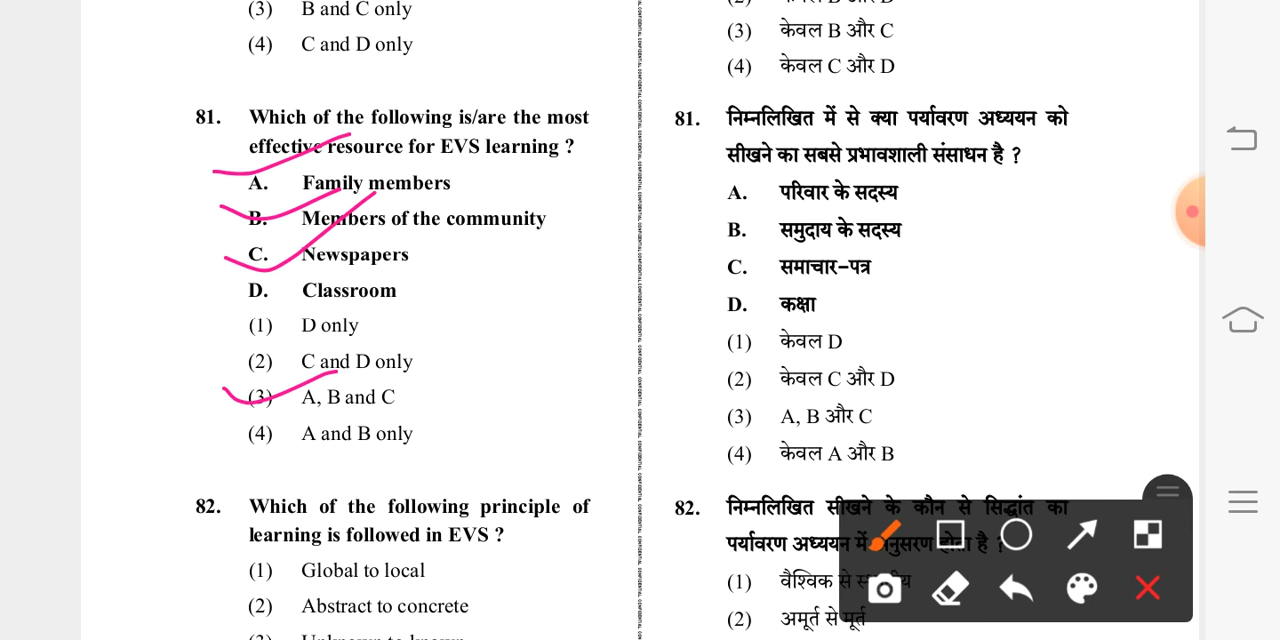 (3) B and C only
(4) C and D only
81. Which of the following is/are the most
effective resource for EVS learning ?
A. Family members
B. Members of the community
C. Newspapers
D. Classroom
(1) D only
(2) C and D only
(3) A, B and C
(4) A and B only
82. Which of the following principle of
learning is followed in EVS ?
(1) Global to local
(2) Abstract to concrete
(3) केवल B और C
(4) केवल C और D
81. निम्नलिखित में से क्या पर्यावरण अध्ययन को
सीखने का सबसे प्रभावशाली संसाधन है ?
A. परिवार के सदस्य
B. समुदाय के सदस्य
C. समाचार-पत्र
D. कक्षा
(1) केवल D
(2) केवल C और D
(3) A, B और C
(4) केवल A और B
82. निम्नलिखित सीखने के कौन से सिद्धांत का
पर्यावरण अध्ययन में अनुसरण होता है ?
(1) वैश्विक से
(2) अमूर्त से मूर्त